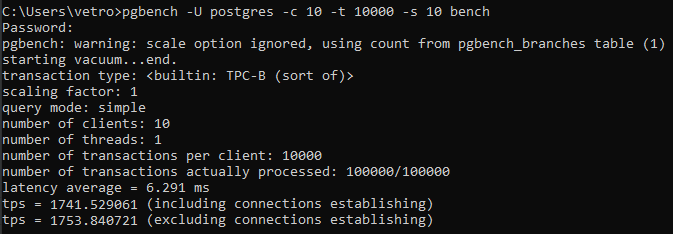 C:\Users\vetro>pgbench -U postgres -c 10 -t 10000 -s 10 bench
Password:
pgbench: warning: scale option ignored, using count from pgbench_branches table (1)
starting vacuum...end.
transaction type: <builtin: TPC-B (sort of)>
scaling factor: 1
query mode: simple
number of clients: 10
number of threads: 1
number of transactions per client: 10000
number of transactions actually processed: 100000/100000
latency average = 6.291 ms
tps = 1741.529061 (including connections establishing)
tps = 1753.840721 (excluding connections establishing)